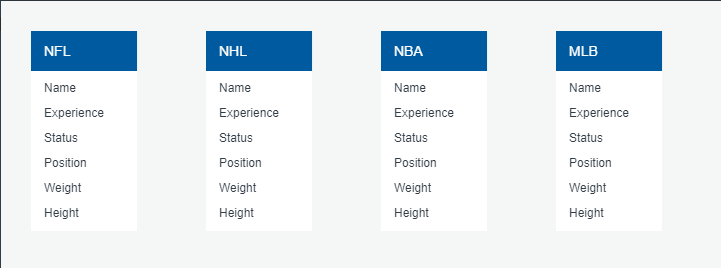 NFL
Name
Experience
Status
Position
Weight
Height
NHL
Name
Experience
Status
Position
Weight
Height
NBA
Name
Experience
Status
Position
Weight
Height
MLB
Name
Experience
Status
Position
Weight
Height